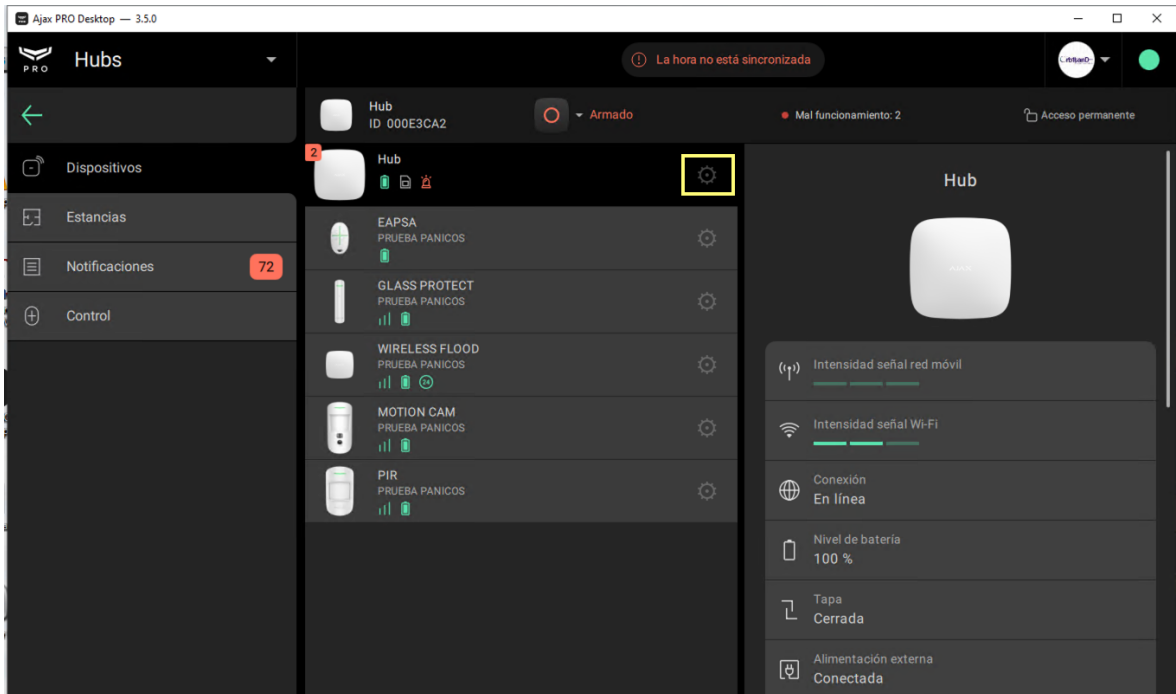 Ajax PRO Desktop — 3.5.0
PRO
Hubs
La hora no está sincronizada
Hub
ID 000E3CA2
Armado
Mal funcionamiento: 2
Acceso permanente
Dispositivos
Estancias
Notificaciones
72
Control
2
Hub
EAPSA
PRUEBA PANICOS
GLASS PROTECT
PRUEBA PANICOS
WIRELESS FLOOD
PRUEBA PANICOS
24
MOTION CAM
PRUEBA PANICOS
PIR
PRUEBA PANICOS
Hub
AJAX
Intensidad señal red móvil
Intensidad señal Wi-Fi
Conexión
En línea
Nivel de batería
100 %
Tapa
Cerrada
Alimentación externa
Conectada